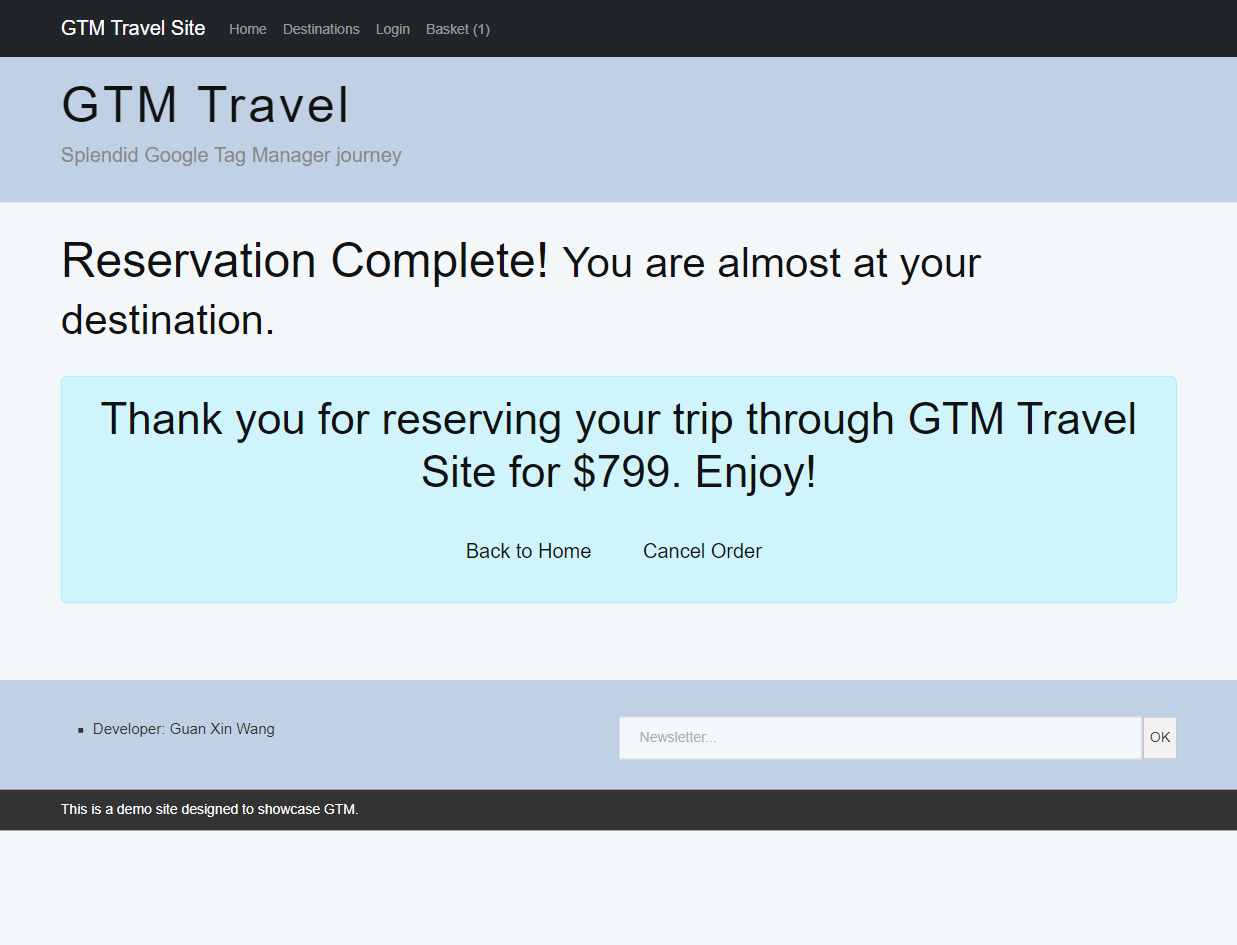 GTM Travel Site Home Destinations Login Basket (1)
GTM Travel
Splendid Google Tag Manager journey
Reservation Complete! You are almost at your
destination.
Thank you for reserving your trip through GTM Travel
Site for $799. Enjoy!
Back to Home Cancel Order
Developer: Guan Xin Wang
Newsletter... OK
This is a demo site designed to showcase GTM.